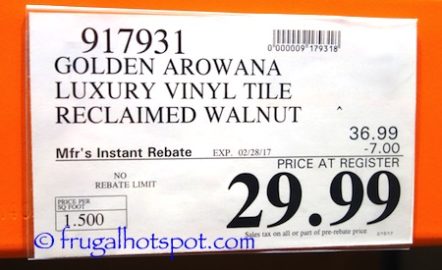 917931
0000009179318
GOLDEN AROWANA
LUXURY VINYL TILE
RECLAIMED WALNUT
36.99
-7.00
Mfr's Instant Rebate EXP. 02/28/17
PRICE AT REGISTER
NO
REBATE LIMIT
29.99
PRICE PER
SQ FOOT
1.500
Sales tax on all or part of pre-rebate price
© frugalhotspot.com